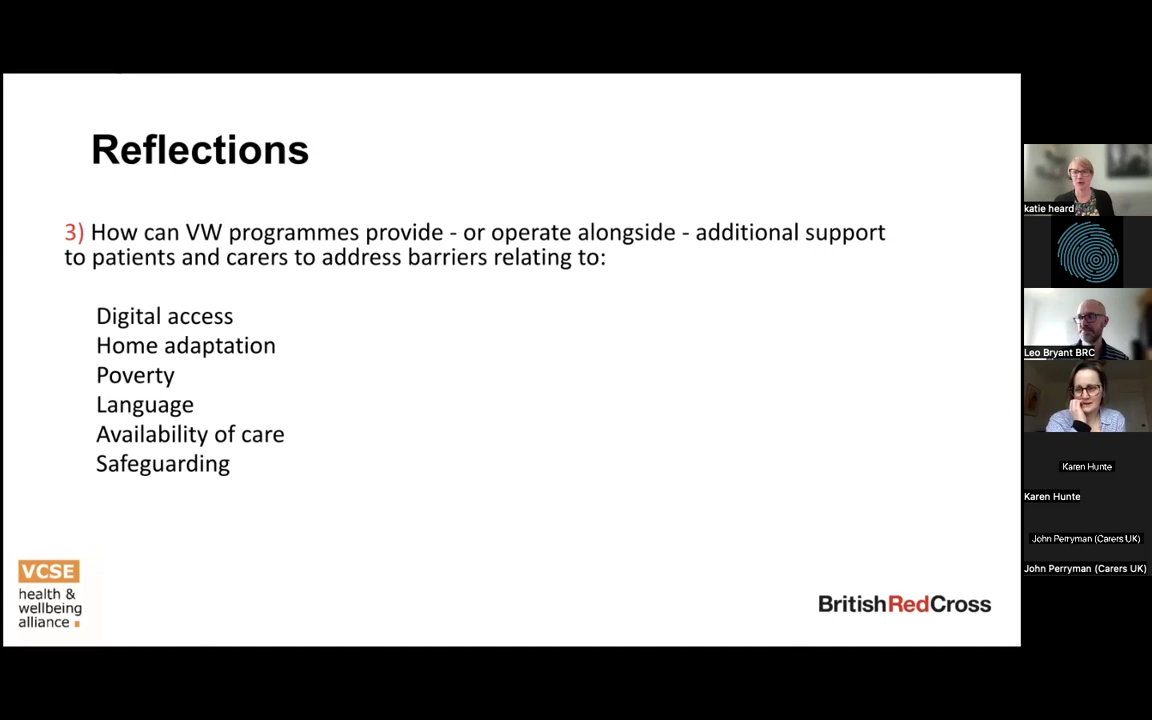 Reflections
3) How can VW programmes provide - or operate alongside - additional support
to patients and carers to address barriers relating to:
Digital access
Home adaptation
Poverty
Language
Availability of care
Safeguarding
VCSE
health &
wellbeing
alliance
BritishRedCross
katie heard
Leo Bryant BRC
Karen Hunte
Karen Hunte
John Perryman (Carers UK)
John Perryman (Carers UK)